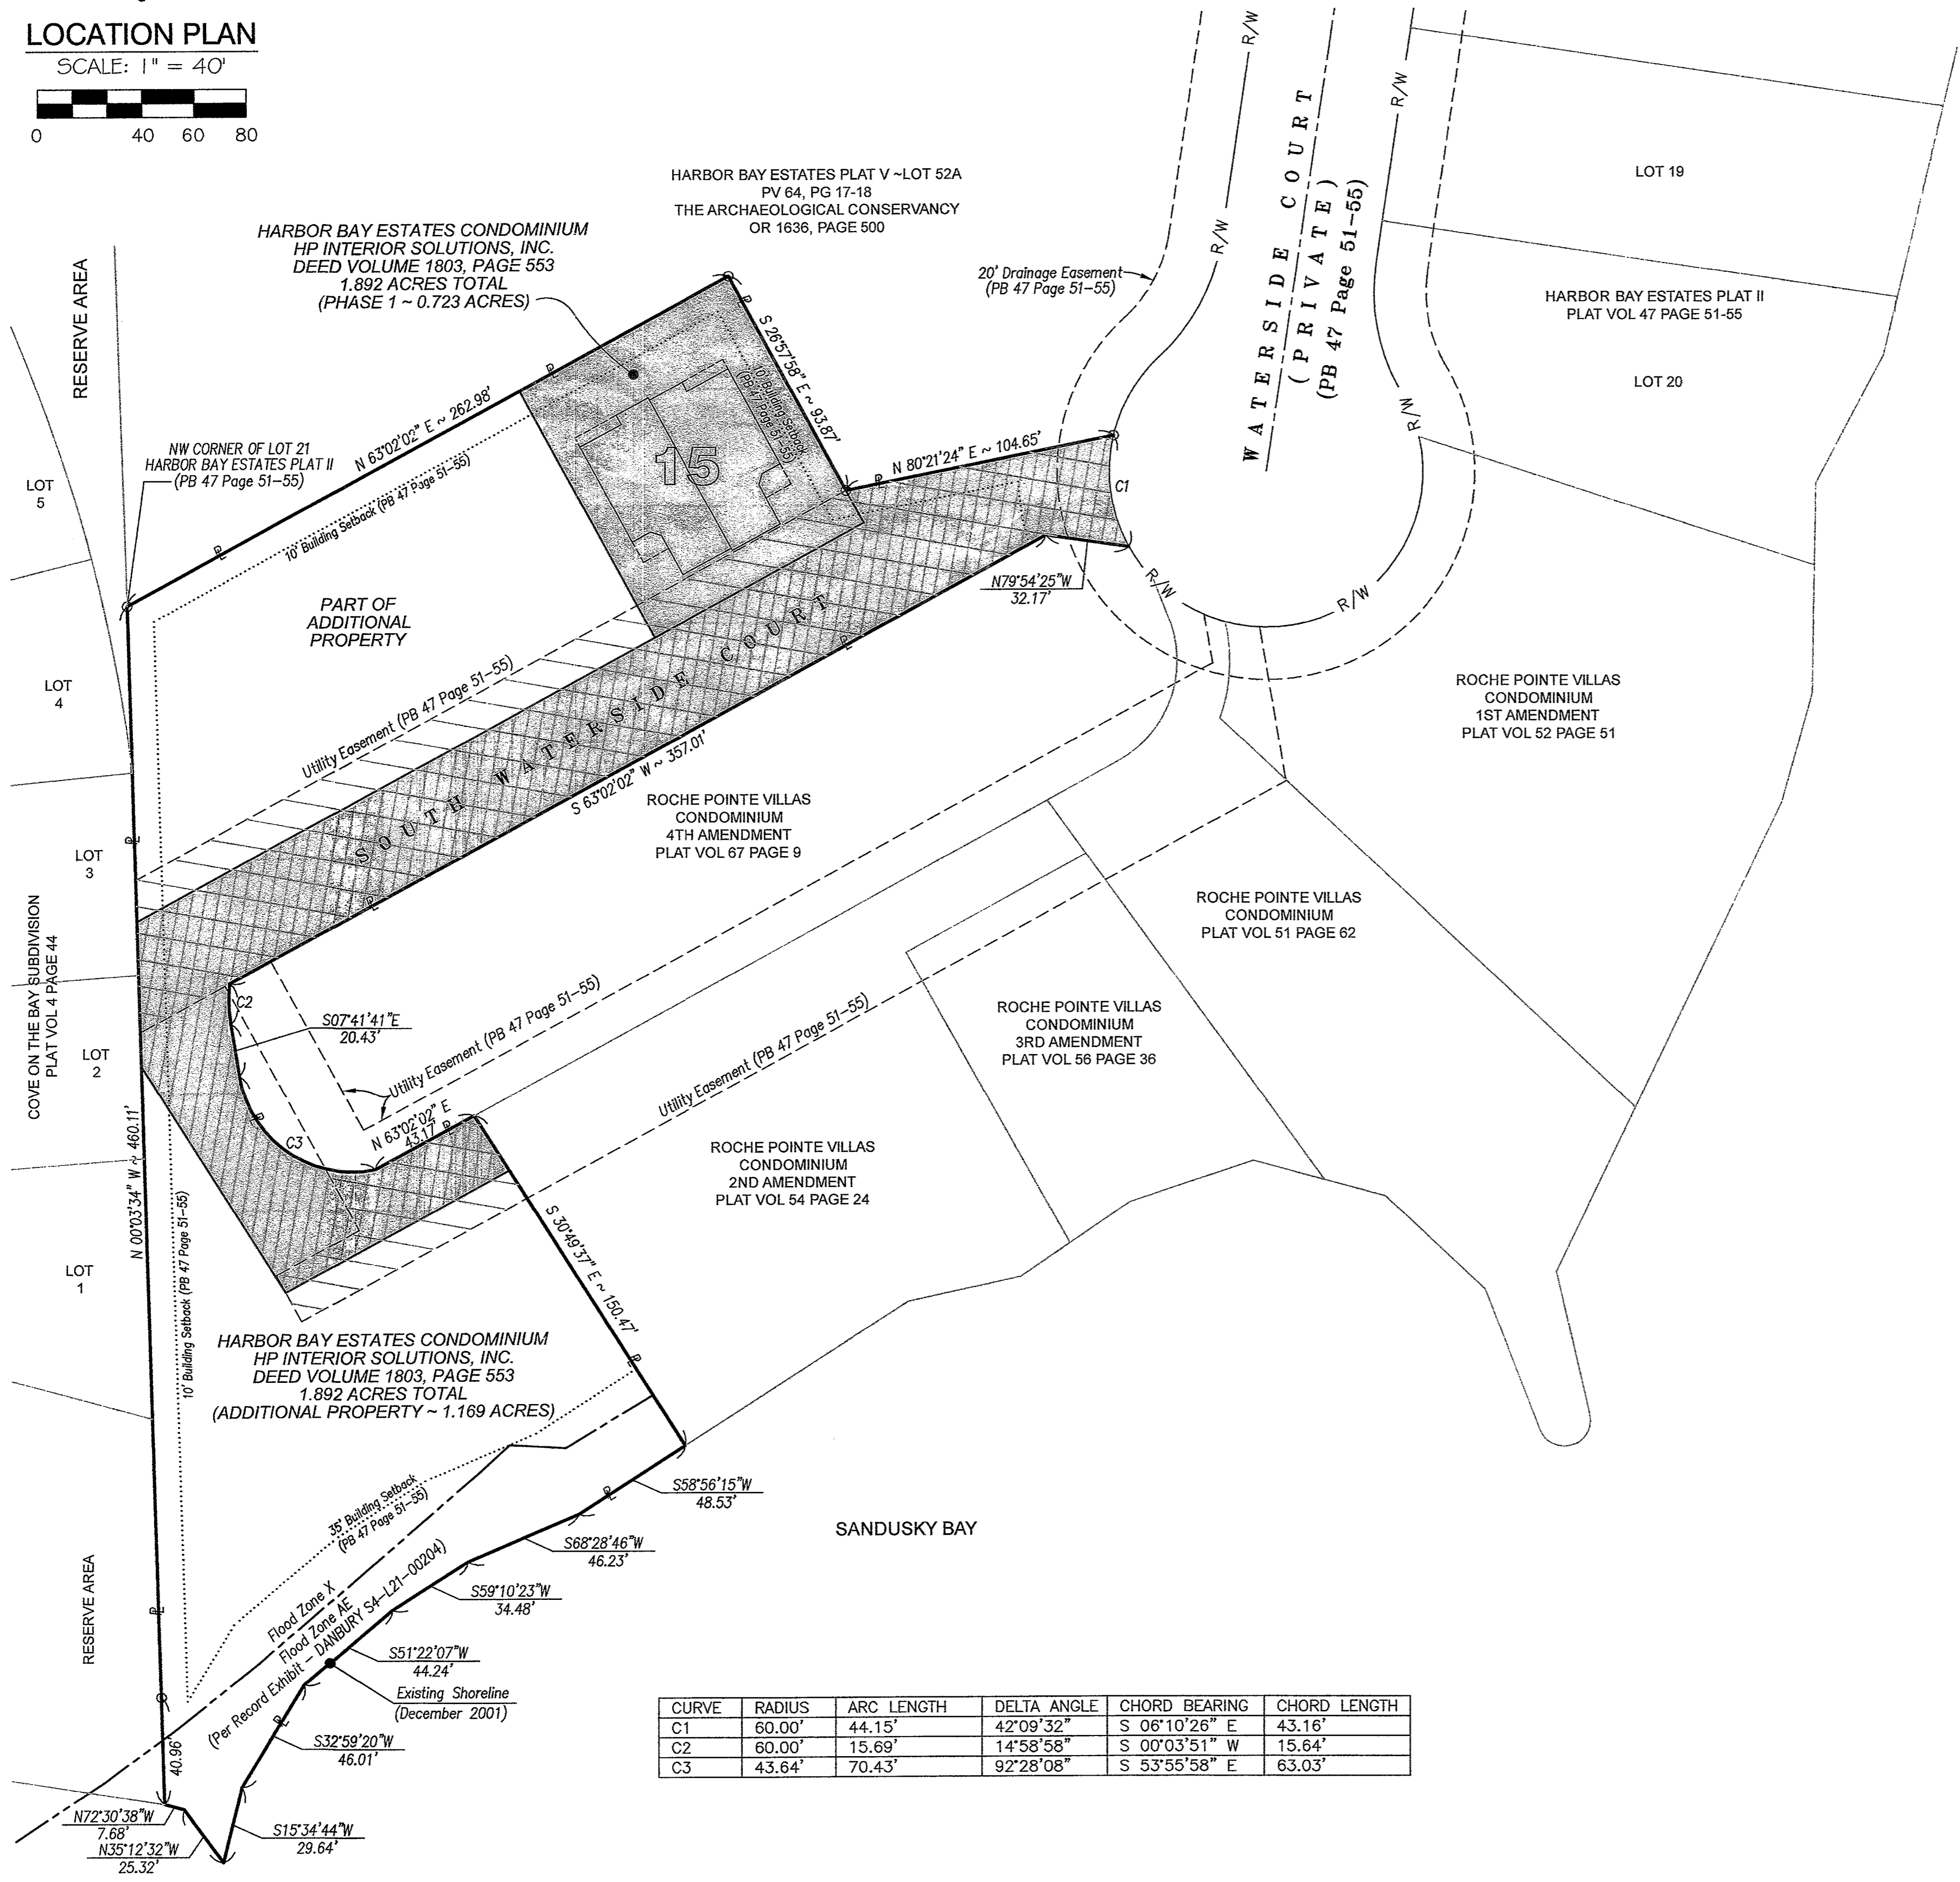 LOCATION PLAN
SCALE: 1" = 40'
0 40 60 80
HARBOR BAY ESTATES PLAT V ~LOT 52A
PV 64, PG 17-18
THE ARCHAEOLOGICAL CONSERVANCY
OR 1636, PAGE 500
HARBOR BAY ESTATES CONDOMINIUM
HP INTERIOR SOLUTIONS, INC.
DEED VOLUME 1803, PAGE 553
1.892 ACRES TOTAL
(PHASE 1 ~ 0.723 ACRES)
R/W
R/W
R/W
R/W
R/W
R/W
WATERSIDE COURT
(PRIVATE)
(PB 47 Page 51-55)
20' Drainage Easement
(PB 47 Page 51-55)
LOT 19
HARBOR BAY ESTATES PLAT II
PLAT VOL 47 PAGE 51-55
LOT 20
RESERVE AREA
NW CORNER OF LOT 21
HARBOR BAY ESTATES PLAT II
(PB 47 Page 51-55)
N 63°02'02" E ~ 262.98'
10' Building Setback (PB 47 Page 51-55)
S 26°57'58" E ~ 93.87'
10' Building Setback
(PB 47 Page 51-55)
15
N 80°21'24" E ~ 104.65'
C1
N79°54'25"W
32.17'
LOT
5
LOT
4
LOT
3
LOT
2
LOT
1
COVE ON THE BAY SUBDIVISION
PLAT VOL 4 PAGE 44
PART OF
ADDITIONAL
PROPERTY
Utility Easement (PB 47 Page 51-55)
SOUTH WATERSIDE COURT
S 63°02'02" W ~ 357.01'
ROCHE POINTE VILLAS
CONDOMINIUM
4TH AMENDMENT
PLAT VOL 67 PAGE 9
ROCHE POINTE VILLAS
CONDOMINIUM
1ST AMENDMENT
PLAT VOL 52 PAGE 51
ROCHE POINTE VILLAS
CONDOMINIUM
PLAT VOL 51 PAGE 62
ROCHE POINTE VILLAS
CONDOMINIUM
3RD AMENDMENT
PLAT VOL 56 PAGE 36
ROCHE POINTE VILLAS
CONDOMINIUM
2ND AMENDMENT
PLAT VOL 54 PAGE 24
C2
S07°41'41"E
20.43'
Utility Easement (PB 47 Page 51-55)
Utility Easement (PB 47 Page 51-55)
C3
N 63°02'02" E
43.17'
N 00°03'34" W ~ 460.11'
10' Building Setback (PB 47 Page 51-55)
S 30°49'37" E ~ 150.47'
HARBOR BAY ESTATES CONDOMINIUM
HP INTERIOR SOLUTIONS, INC.
DEED VOLUME 1803, PAGE 553
1.892 ACRES TOTAL
(ADDITIONAL PROPERTY ~ 1.169 ACRES)
35' Building Setback
(PB 47 Page 51-55)
S58°56'15"W
48.53'
S68°28'46"W
46.23'
S59°10'23"W
34.48'
S51°22'07"W
44.24'
Existing Shoreline
(December 2001)
S32°59'20"W
46.01'
S15°34'44"W
29.64'
SANDUSKY BAY
Flood Zone X
Flood Zone AE
(Per Record Exhibit - DANBURY S4-L21-00204)
RESERVE AREA
40.96'
N72°30'38"W
7.68'
N35°12'32"W
25.32'
CURVE RADIUS ARC LENGTH DELTA ANGLE CHORD BEARING CHORD LENGTH
C1 60.00' 44.15' 42°09'32" S 06°10'26" E 43.16'
C2 60.00' 15.69' 14°58'58" S 00°03'51" W 15.64'
C3 43.64' 70.43' 92°28'08" S 53°55'58" E 63.03'